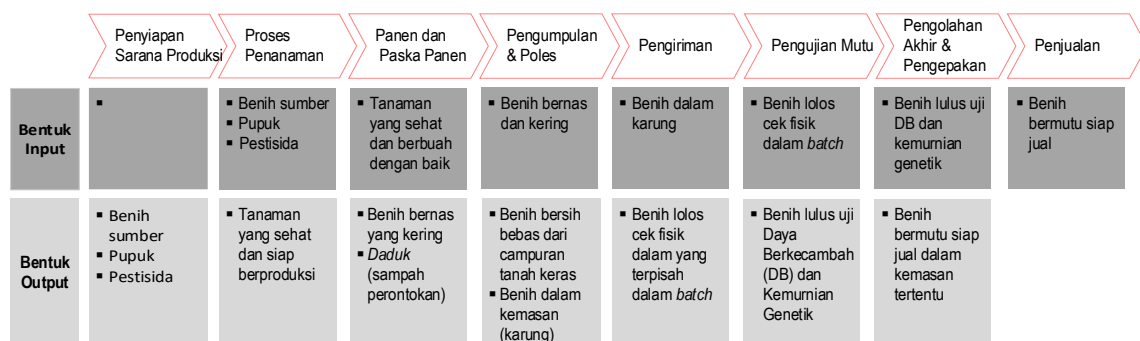 Penyiapan
Sarana Produksi
Proses
Penanaman
Panen dan
Paska Panen
Pengumpulan
& Poles
Pengiriman
Pengujian Mutu
Pengolahan
Akhir &
Pengepakan
Penjualan
Bentuk
Input
▪
▪ Benih sumber
▪ Pupuk
▪ Pestisida
▪ Tanaman
yang sehat
dan berbuah
dengan baik
▪ Benih bernas
dan kering
▪ Benih dalam
karung
▪ Benih lolos
cek fisik
dalam batch
▪ Benih lulus uji
DB dan
kemurnian
genetik
▪ Benih
bermutu siap
jual
Bentuk
Output
▪ Benih
sumber
▪ Pupuk
▪ Pestisida
▪ Tanaman
yang sehat
dan siap
berproduksi
▪ Benih bernas
yang kering
▪ Daduk
(sampah
perontokan)
▪ Benih bersih
bebas dari
campuran
tanah keras
▪ Benih dalam
kemasan
(karung)
▪ Benih lolos
cek fisik
dalam yang
terpisah
dalam batch
▪ Benih lulus uji
Daya
Berkecambah
(DB) dan
Kemurnian
Genetik
▪ Benih
bermutu siap
jual dalam
kemasan
tertentu